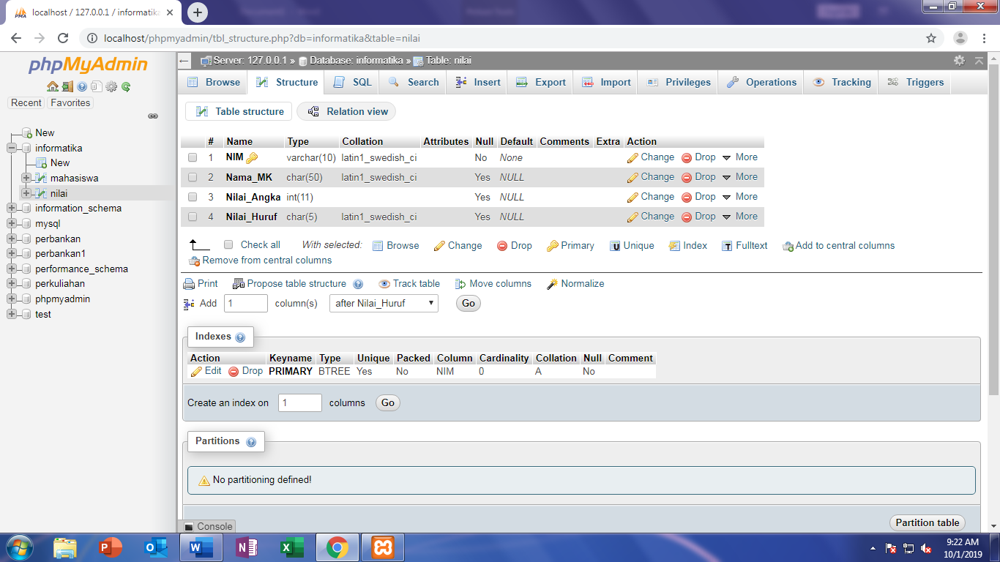 localhost / 127.0.0.1 / informatika
localhost/phpmyadmin/tbl_structure.php?db=informatika&table=nilai
phpMyAdmin
Recent Favorites
New
informatika
New
mahasiswa
nilai
information_schema
mysql
perbankan
perbankan1
performance_schema
perkuliahan
phpmyadmin
test
Server: 127.0.0.1 » Database: informatika » Table: nilai
Browse Structure SQL Search Insert Export Import Privileges Operations Tracking Triggers
Table structure Relation view
# Name Type Collation Attributes Null Default Comments Extra Action
1 NIM varchar(10) latin1_swedish_ci No None Change Drop More
2 Nama_MK char(50) latin1_swedish_ci Yes NULL Change Drop More
3 Nilai_Angka int(11) Yes NULL Change Drop More
4 Nilai_Huruf char(5) latin1_swedish_ci Yes NULL Change Drop More
Check all With selected: Browse Change Drop Primary Unique Index Fulltext Add to central columns
Remove from central columns
Print Propose table structure Track table Move columns Normalize
Add 1 column(s) after Nilai_Huruf Go
Indexes
Action Keyname Type Unique Packed Column Cardinality Collation Null Comment
Edit Drop PRIMARY BTREE Yes No NIM 0 A No
Create an index on 1 columns Go
Partitions
No partitioning defined!
Partition table
Console
9:22 AM
10/1/2019